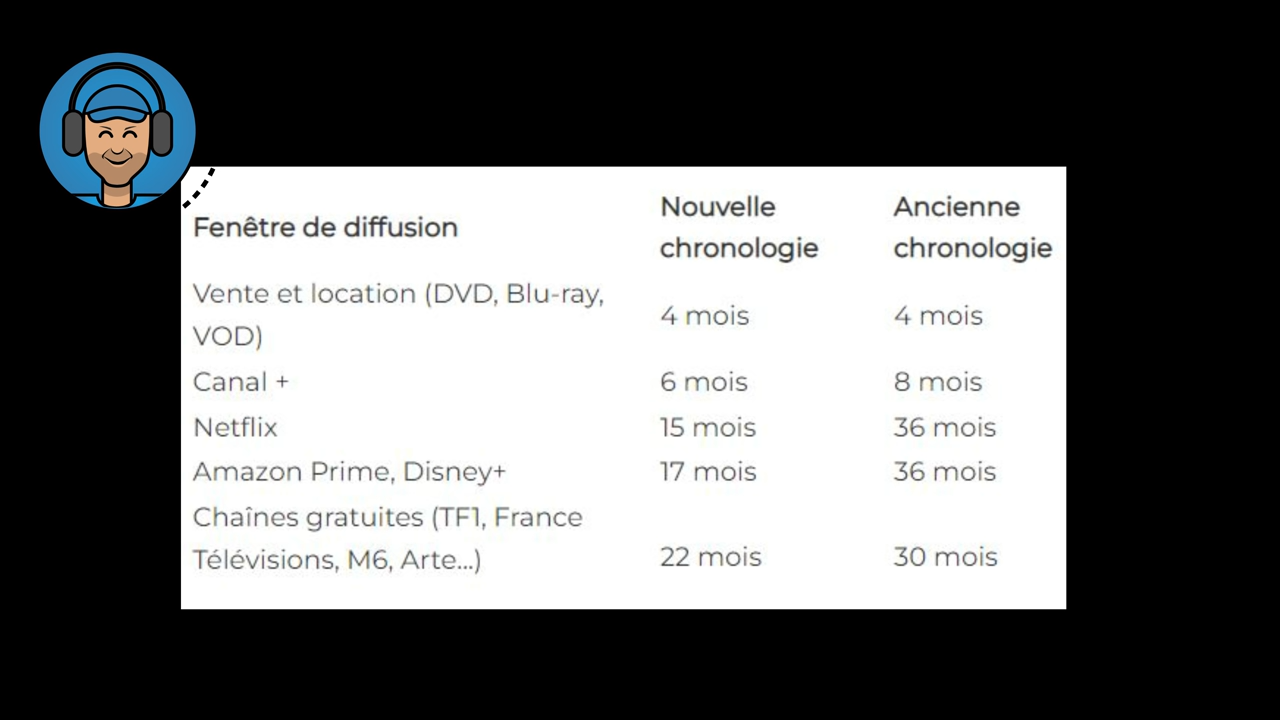 Fenêtre de diffusion
Nouvelle
chronologie
Ancienne
chronologie
Vente et location (DVD, Blu-ray,
VOD)
4 mois
4 mois
Canal +
6 mois
8 mois
Netflix
15 mois
36 mois
Amazon Prime, Disney+
17 mois
36 mois
Chaînes gratuites (TF1, France
Télévisions, M6, Arte...)
22 mois
30 mois